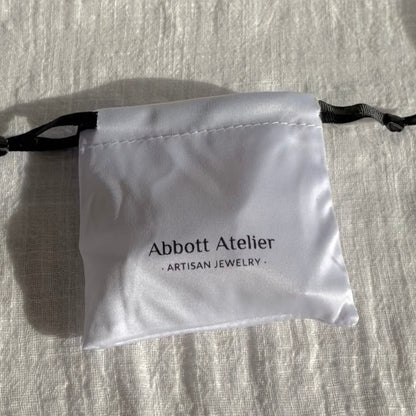 Abbott Atelier
· ARTISAN JEWELRY ·